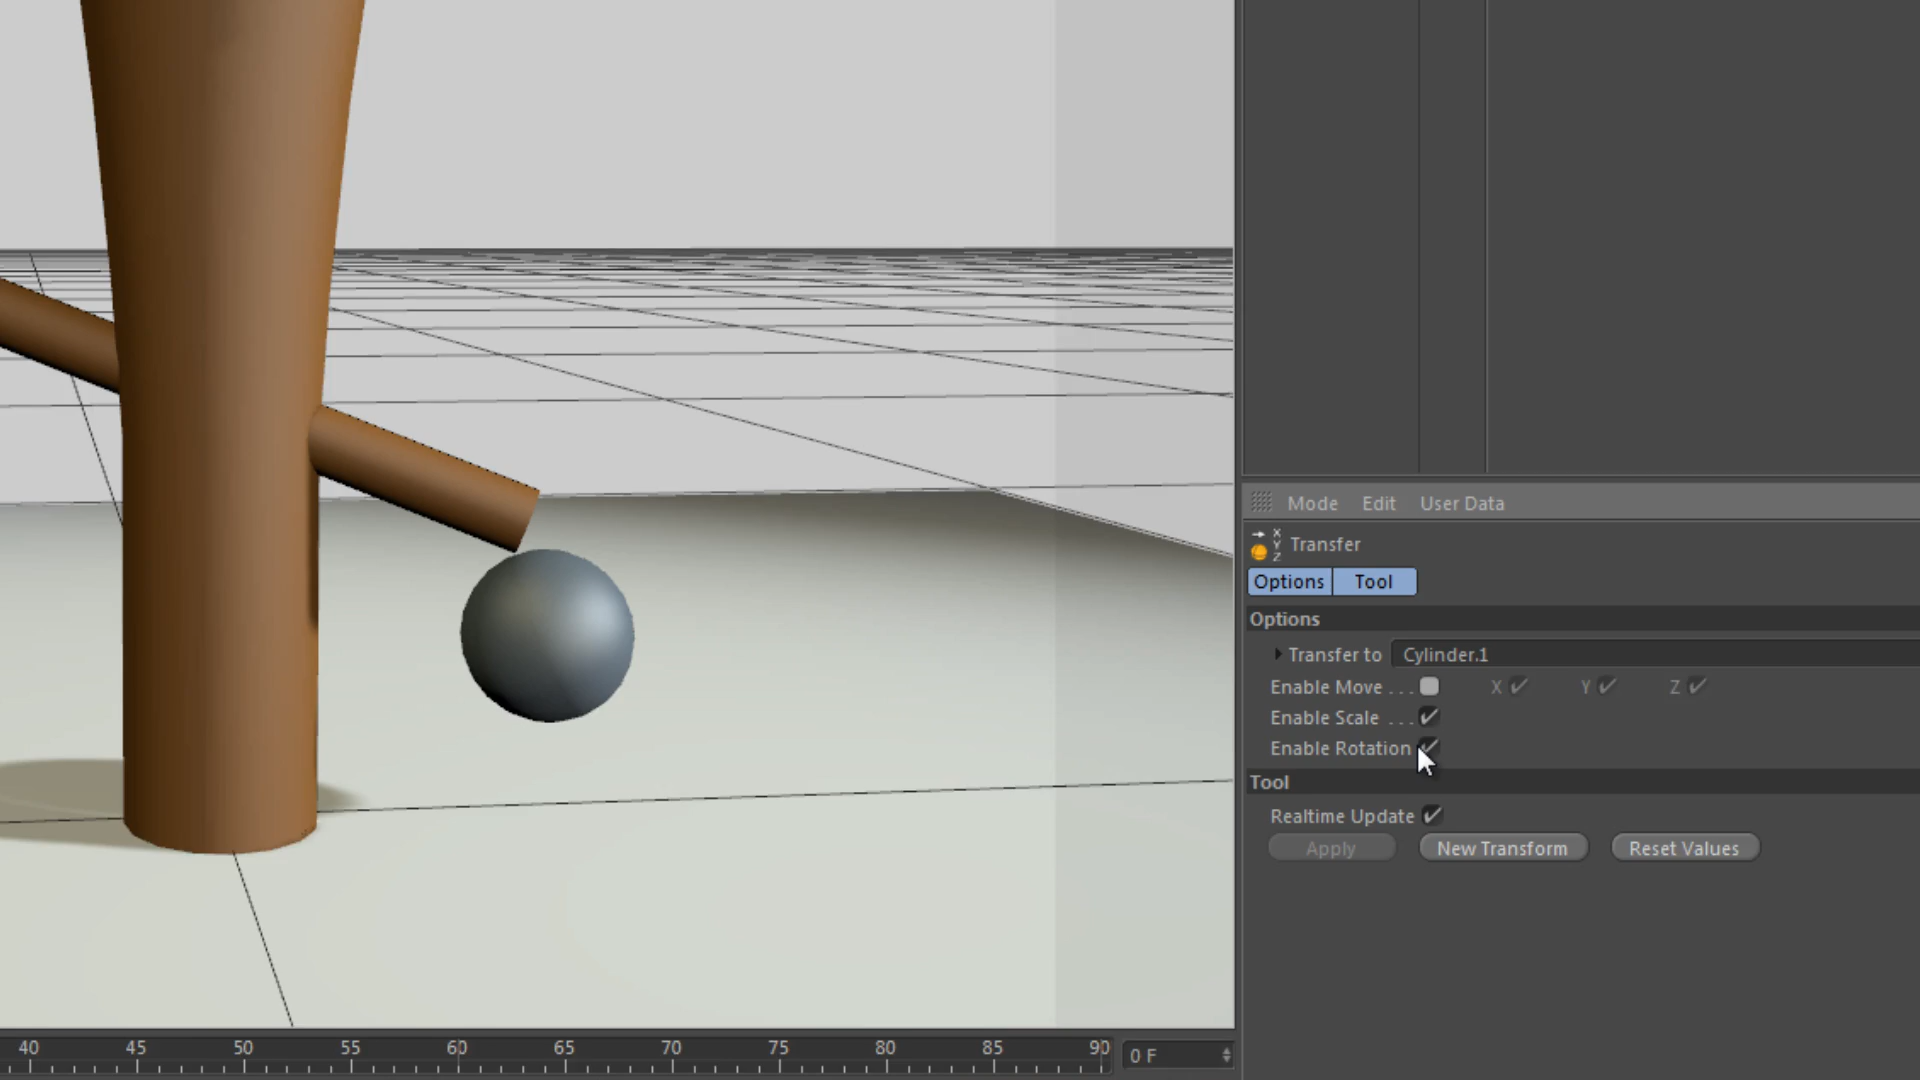 Mode Edit User Data
X
Y
Z
Transfer
Options Tool
Options
Transfer to Cylinder.1
Enable Move . . . X Y Z
Enable Scale . . .
Enable Rotation
Tool
Realtime Update
Apply New Transform Reset Values
40 45 50 55 60 65 70 75 80 85 90 0 F